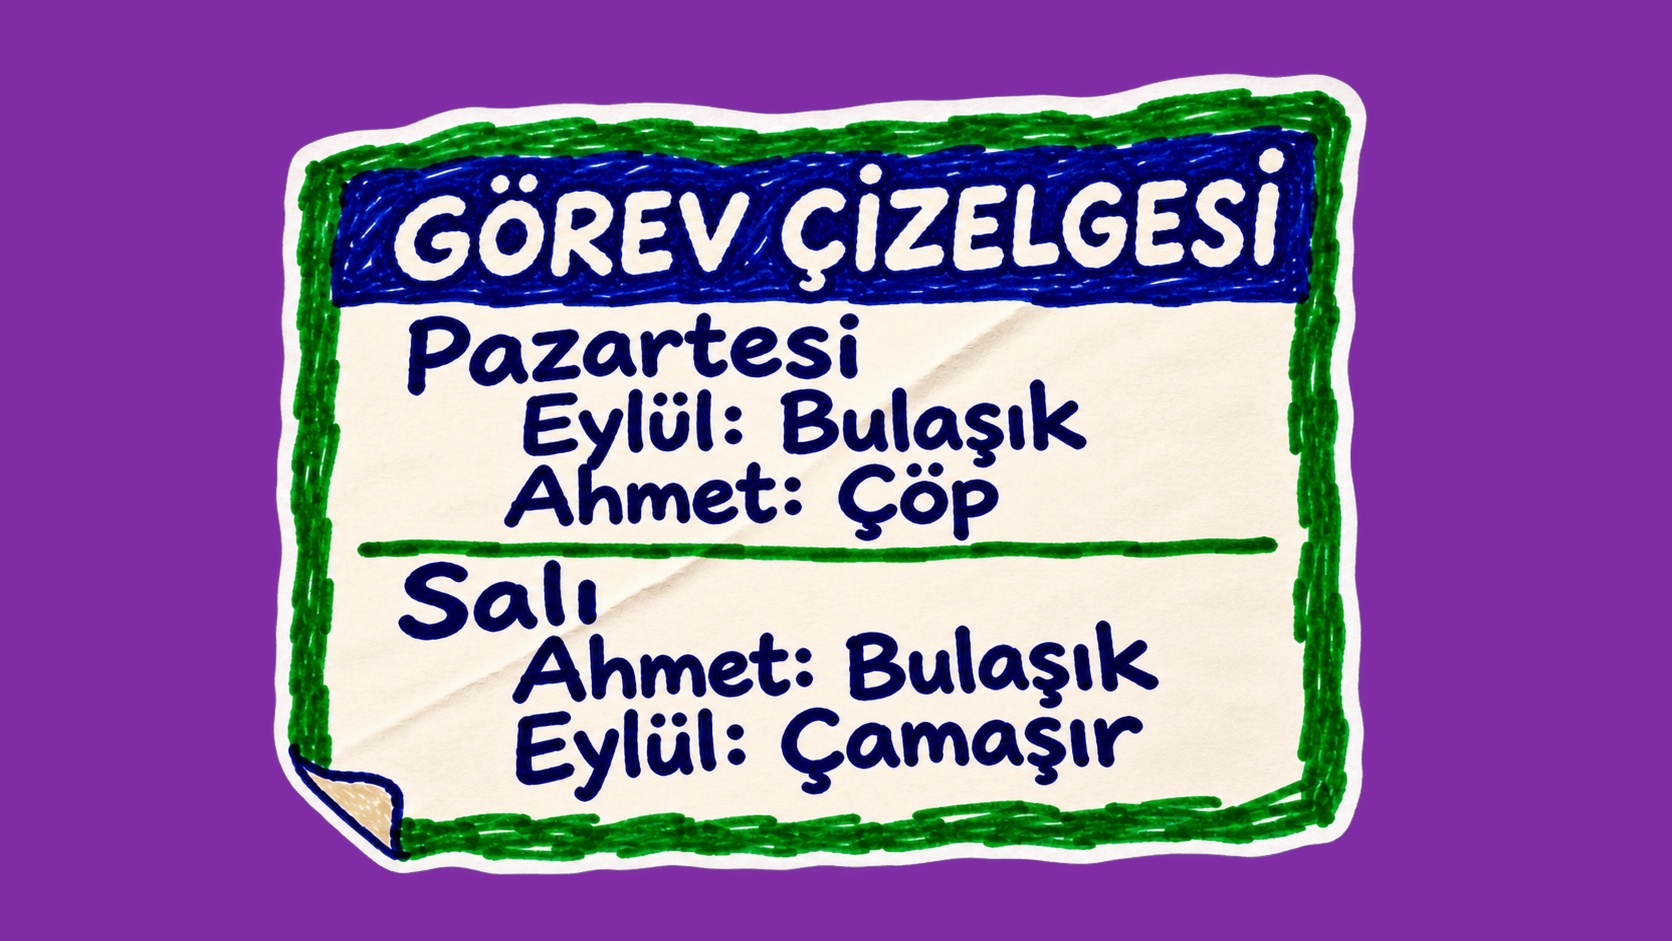 GÖREV ÇİZELGESİ
Pazartesi
Eylül: Bulaşık
Ahmet: Çöp
Salı
Ahmet: Bulaşık
Eylül: Çamaşır